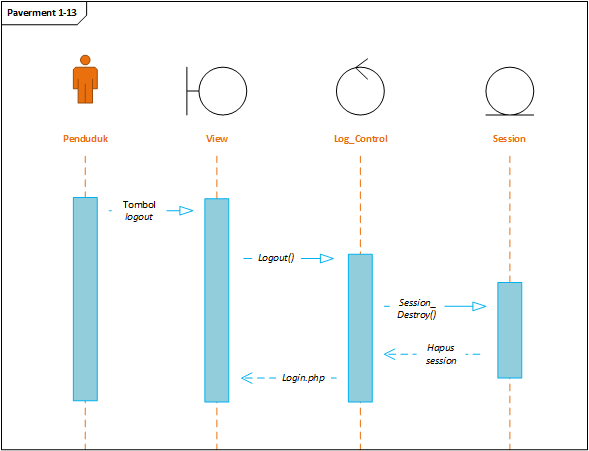 Paverment 1-13
Penduduk
View
Log_Control
Session
Tombol
logout
Logout()
Session_
Destroy()
Hapus
session
Login.php